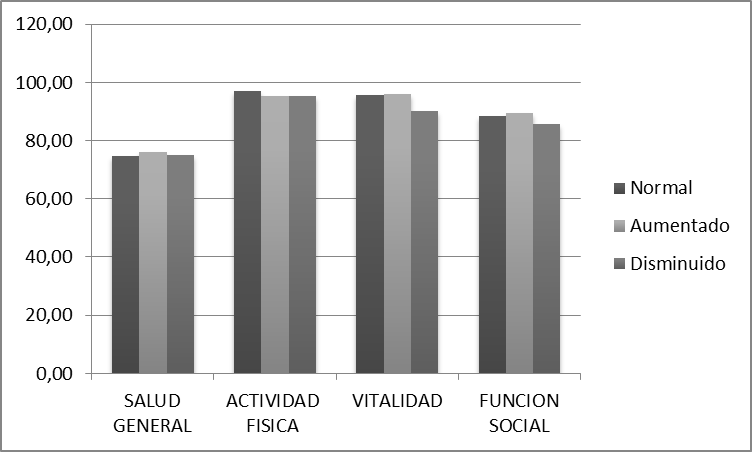 120,00
100,00
80,00
60,00
40,00
20,00
0,00
SALUD
GENERAL
ACTIVIDAD
FISICA
VITALIDAD
FUNCION
SOCIAL
Normal
Aumentado
Disminuido